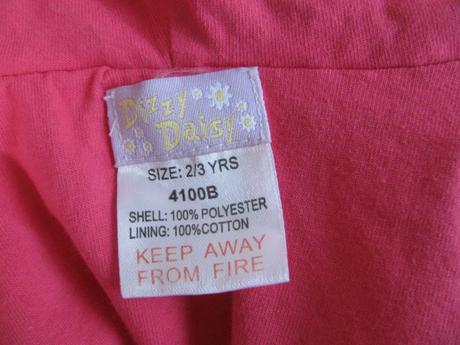 Dizzy
Daisy
SIZE: 2/3 YRS
4100B
SHELL: 100% POLYESTER
LINING: 100%COTTON
KEEP AWAY
FROM FIRE